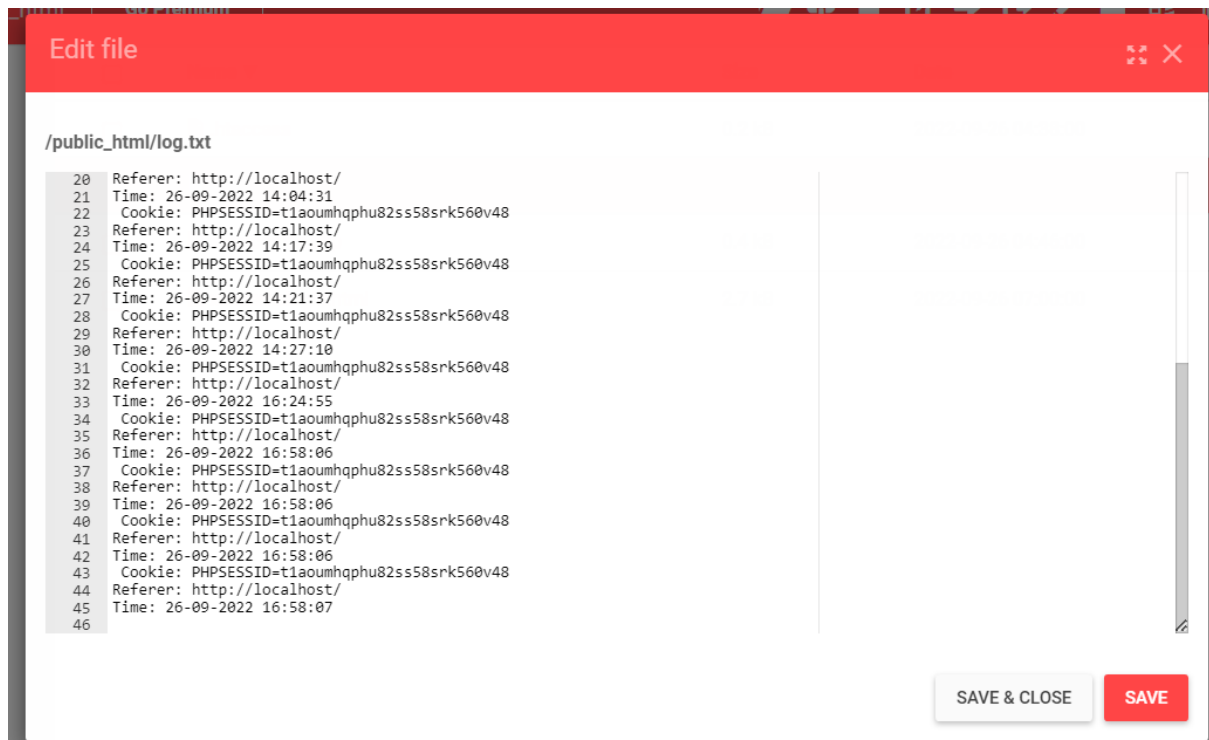 Go Premium
Edit file
/public_html/log.txt
20 Referer: http://localhost/
21 Time: 26-09-2022 14:04:31
22 Cookie: PHPSESSID=t1aoumhqphu82ss58srk560v48
23 Referer: http://localhost/
24 Time: 26-09-2022 14:17:39
25 Cookie: PHPSESSID=t1aoumhqphu82ss58srk560v48
26 Referer: http://localhost/
27 Time: 26-09-2022 14:21:37
28 Cookie: PHPSESSID=t1aoumhqphu82ss58srk560v48
29 Referer: http://localhost/
30 Time: 26-09-2022 14:27:10
31 Cookie: PHPSESSID=t1aoumhqphu82ss58srk560v48
32 Referer: http://localhost/
33 Time: 26-09-2022 16:24:55
34 Cookie: PHPSESSID=t1aoumhqphu82ss58srk560v48
35 Referer: http://localhost/
36 Time: 26-09-2022 16:58:06
37 Cookie: PHPSESSID=t1aoumhqphu82ss58srk560v48
38 Referer: http://localhost/
39 Time: 26-09-2022 16:58:06
40 Cookie: PHPSESSID=t1aoumhqphu82ss58srk560v48
41 Referer: http://localhost/
42 Time: 26-09-2022 16:58:06
43 Cookie: PHPSESSID=t1aoumhqphu82ss58srk560v48
44 Referer: http://localhost/
45 Time: 26-09-2022 16:58:07
46
SAVE & CLOSE SAVE